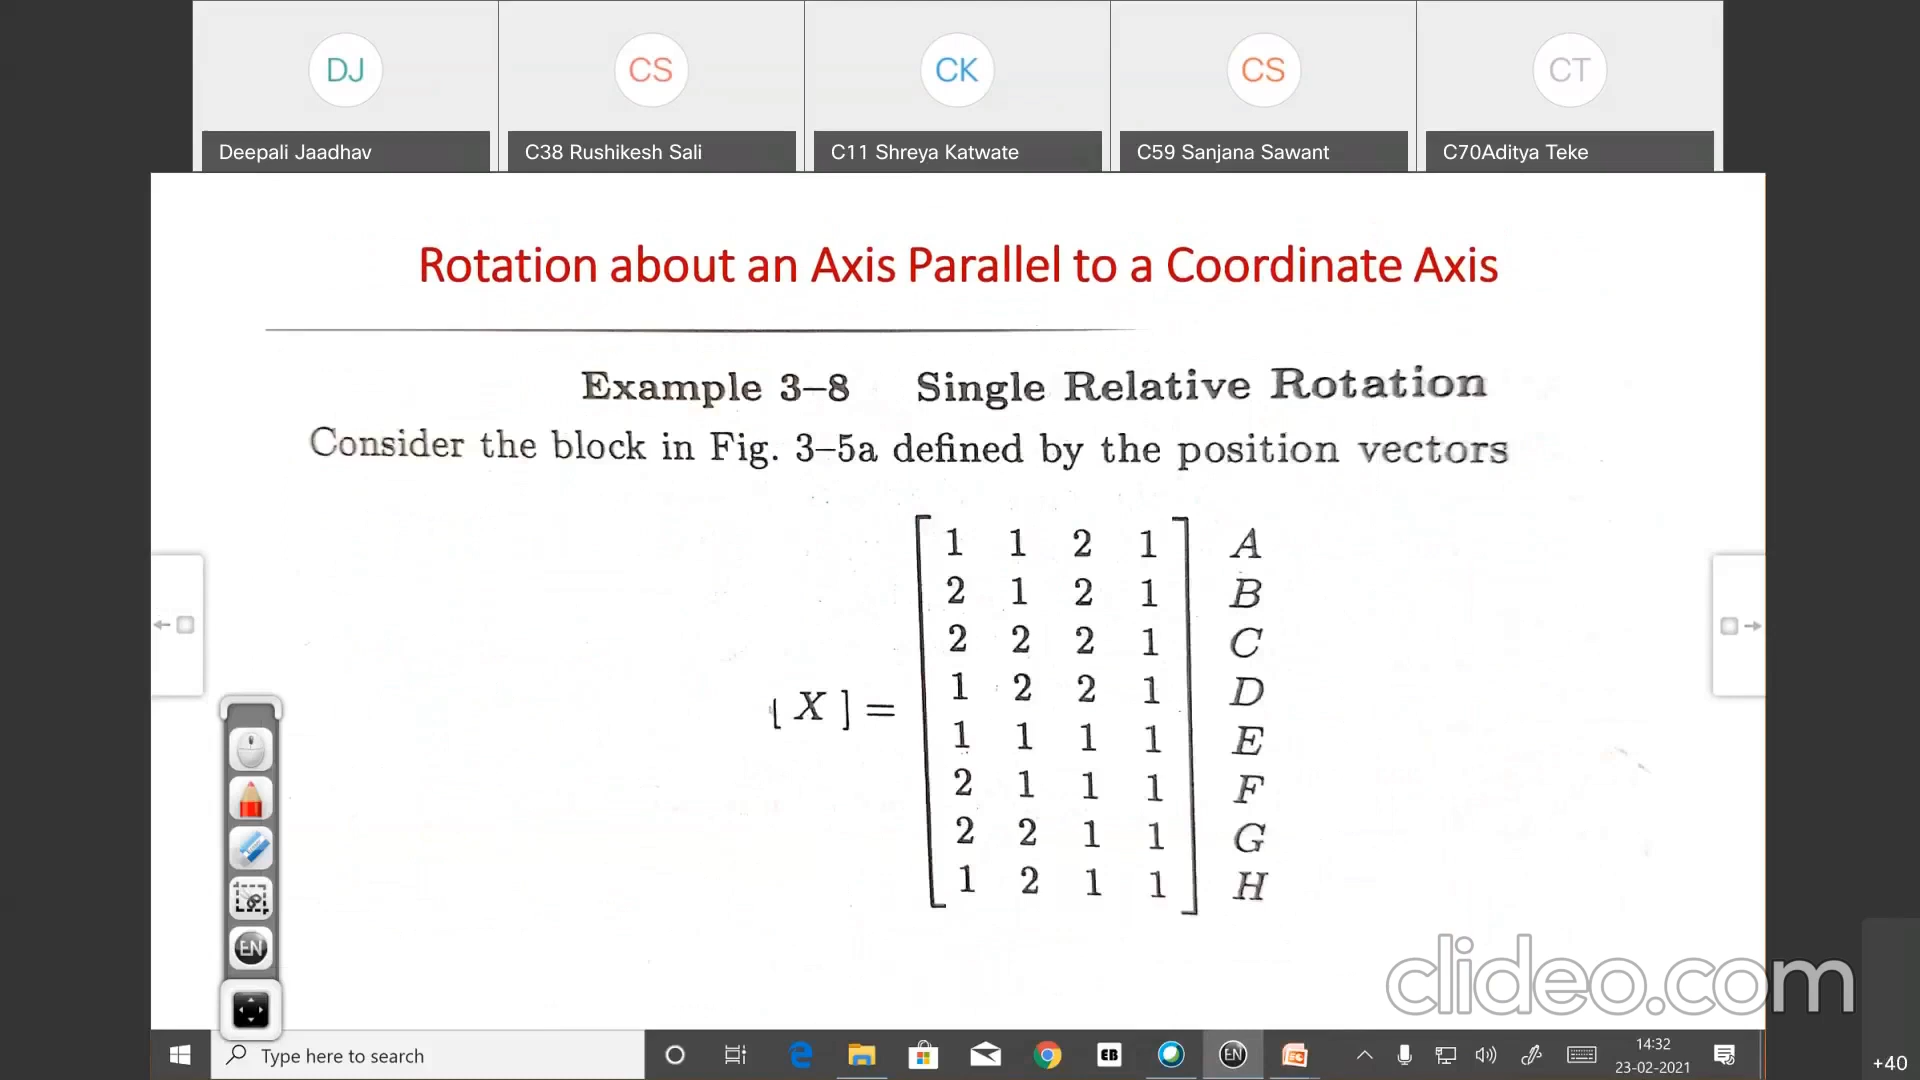 DJ
CS
CK
CS
CT
Deepali Jaadhav
C38 Rushikesh Sali
C11 Shreya Katwate
C59 Sanjana Sawant
C70Aditya Teke
Rotation about an Axis Parallel to a Coordinate Axis
Example 3–8 Single Relative Rotation
Consider the block in Fig. 3–5a defined by the position vectors
1 1 2 1 A
2 1 2 1 B
2 2 2 1 C
1 2 2 1 D
[ X ] =
1 1 1 1 E
2 1 1 1 F
2 2 1 1 G
1 2 1 1 H
EN
clideo.com
Type here to search
EB
EN
14:32
23-02-2021
+40